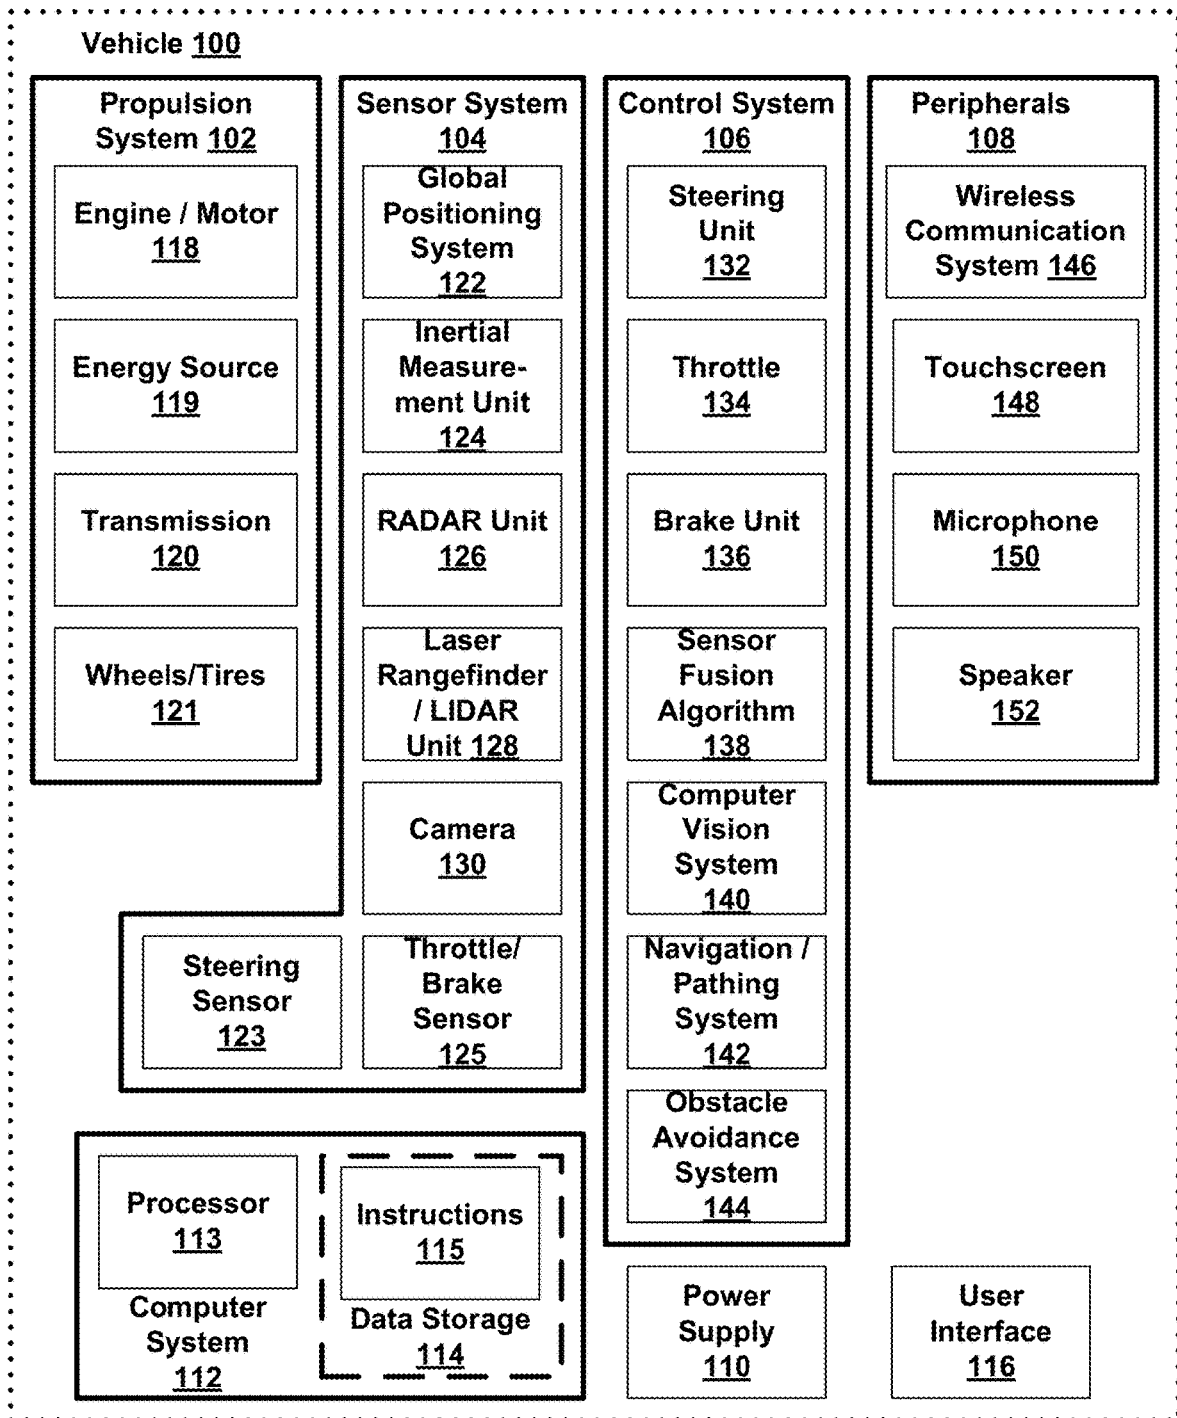 Vehicle 100
Propulsion
System 102
Engine / Motor
118
Energy Source
119
Transmission
120
Wheels/Tires
121
Sensor System
104
Global
Positioning
System
122
Inertial
Measure-
ment Unit
124
RADAR Unit
126
Laser
Rangefinder
/ LIDAR
Unit 128
Camera
130
Steering
Sensor
123
Throttle/
Brake
Sensor
125
Control System
106
Steering
Unit
132
Throttle
134
Brake Unit
136
Sensor
Fusion
Algorithm
138
Computer
Vision
System
140
Navigation /
Pathing
System
142
Obstacle
Avoidance
System
144
Peripherals
108
Wireless
Communication
System 146
Touchscreen
148
Microphone
150
Speaker
152
Processor
113
Computer
System
112
Instructions
115
Data Storage
114
Power
Supply
110
User
Interface
116